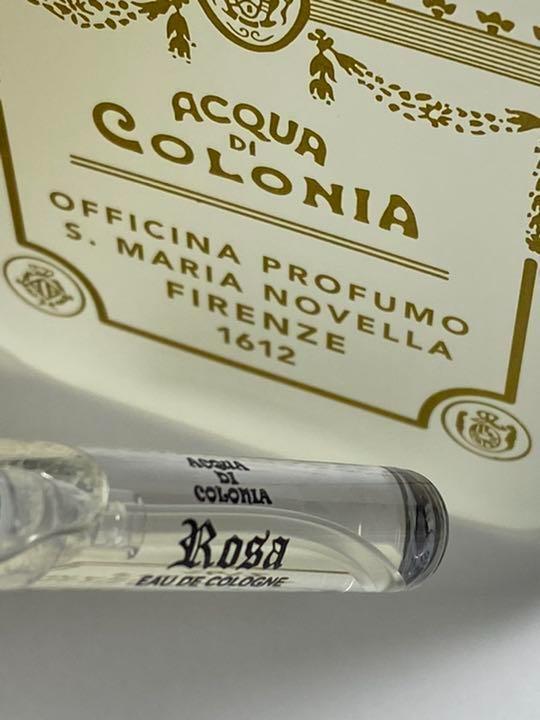 ACQUA
DI
COLONIA
OFFICINA PROFUMO
S. MARIA NOVELLA
FIRENZE
1612
ACQUA
DI
COLONIA
Rosa
EAU DE COLOGNE